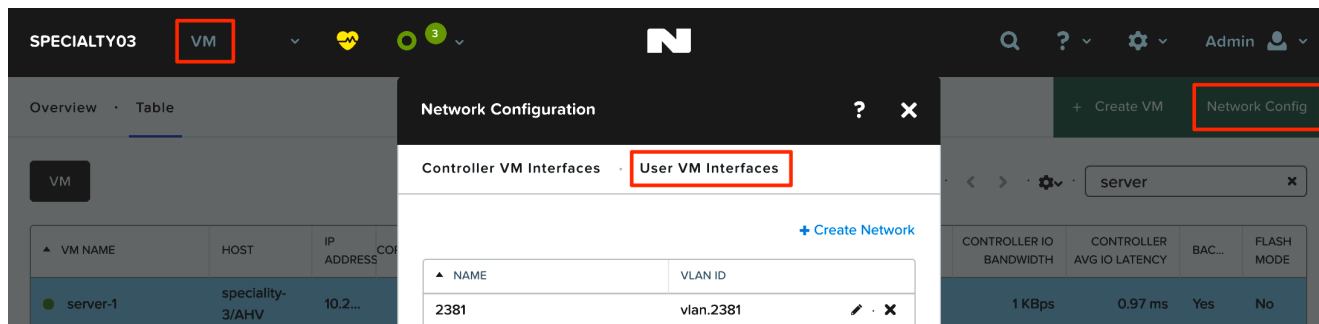 SPECIALTY03
VM
3
N
?
Admin
Overview · Table
Network Configuration
?
+ Create VM
Network Config
VM
Controller VM Interfaces · User VM Interfaces
server
+ Create Network
VM NAME
HOST
IP
ADDRESS
CONTROLLER IO
BANDWIDTH
CONTROLLER
AVG IO LATENCY
BAC...
FLASH
MODE
NAME
VLAN ID
server-1
speciality-
3/AHV
10.2...
2381
vlan.2381
1 KBps
0.97 ms
Yes
No